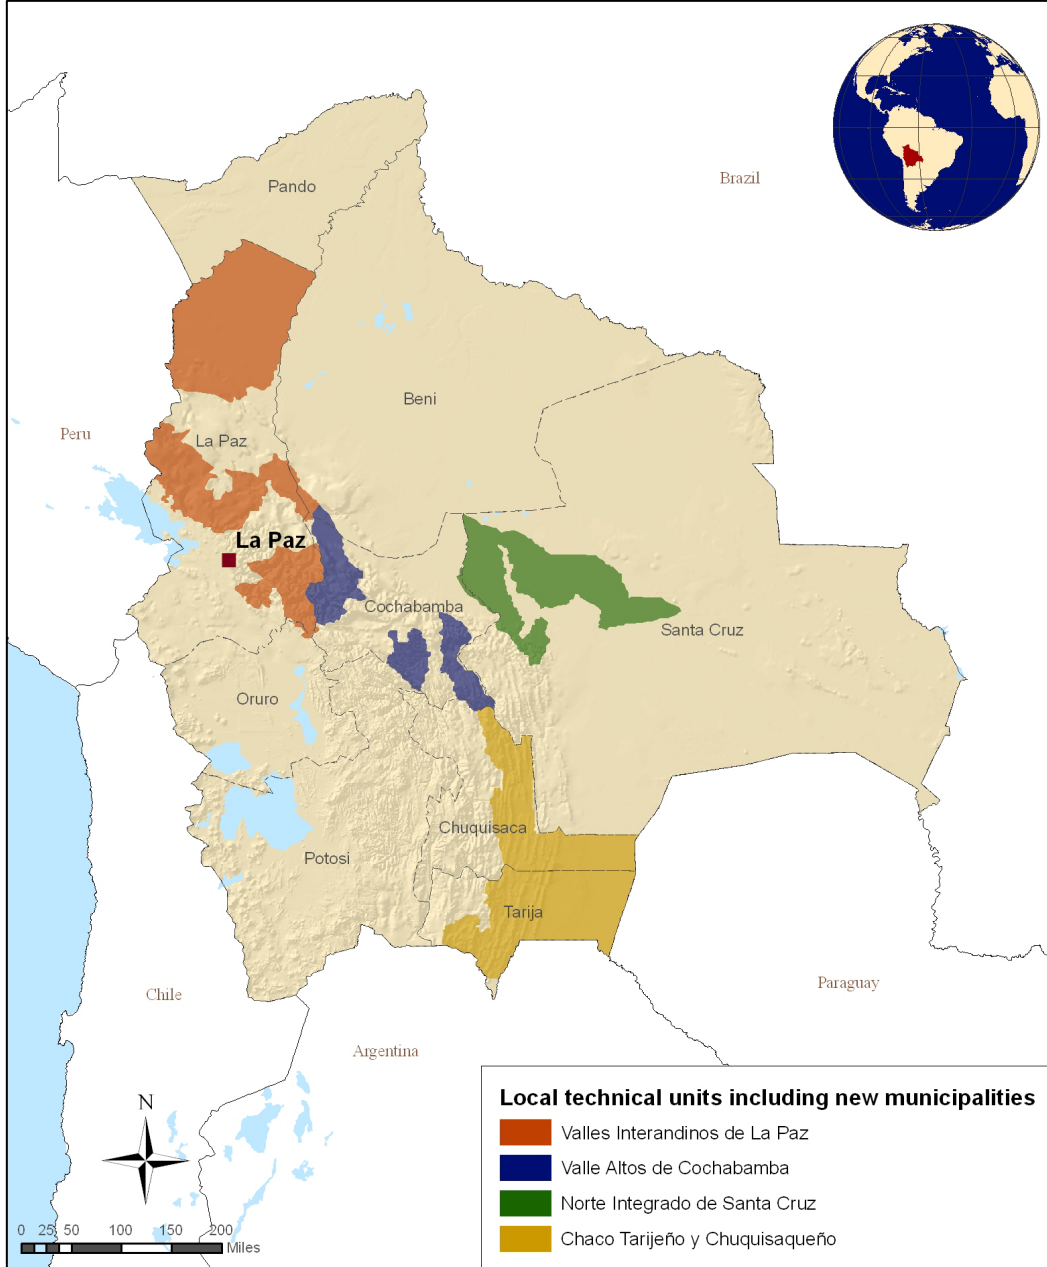 Pando
Brazil
Beni
Peru
La Paz
La Paz
Cochabamba
Santa Cruz
Oruro
Chuquisaca
Potosi
Tarija
Chile
Paraguay
Argentina
Local technical units including new municipalities
N
Valles Interandinos de La Paz
Valle Altos de Cochabamba
Norte Integrado de Santa Cruz
Chaco Tarijeño y Chuquisaqueño
0 25 50 100 150 200
Miles